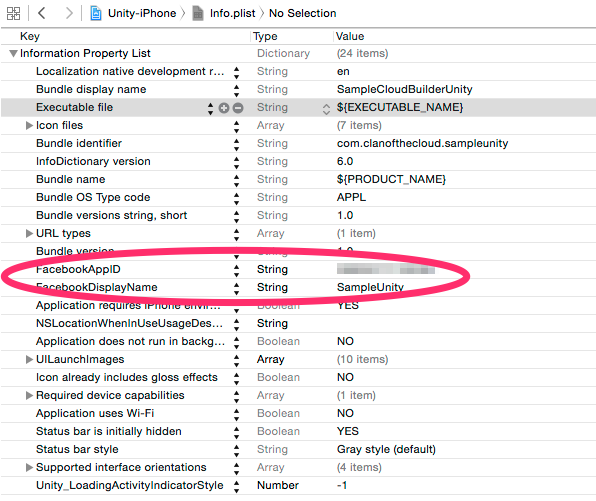 Unity-iPhone Info.plist No Selection
Key Type Value
Information Property List Dictionary (24 items)
Localization native development r... String en
Bundle display name String SampleCloudBuilderUnity
Executable file String ${EXECUTABLE_NAME}
Icon files Array (7 items)
Bundle identifier String com.clanofthecloud.sampleunity
InfoDictionary version String 6.0
Bundle name String ${PRODUCT_NAME}
Bundle OS Type code String APPL
Bundle versions string, short String 1.0
URL types Array (1 item)
Bundle version String 1.0
FacebookAppID String
FacebookDisplayName String SampleUnity
Application requires iPhone envir... Boolean YES
NSLocationWhenInUseUsageDes... String
Application does not run in backg... Boolean NO
UILaunchImages Array (10 items)
Icon already includes gloss effects Boolean NO
Required device capabilities Array (1 item)
Application uses Wi-Fi Boolean NO
Status bar is initially hidden Boolean YES
Status bar style String Gray style (default)
Supported interface orientations Array (4 items)
Unity_LoadingActivityIndicatorStyle Number -1